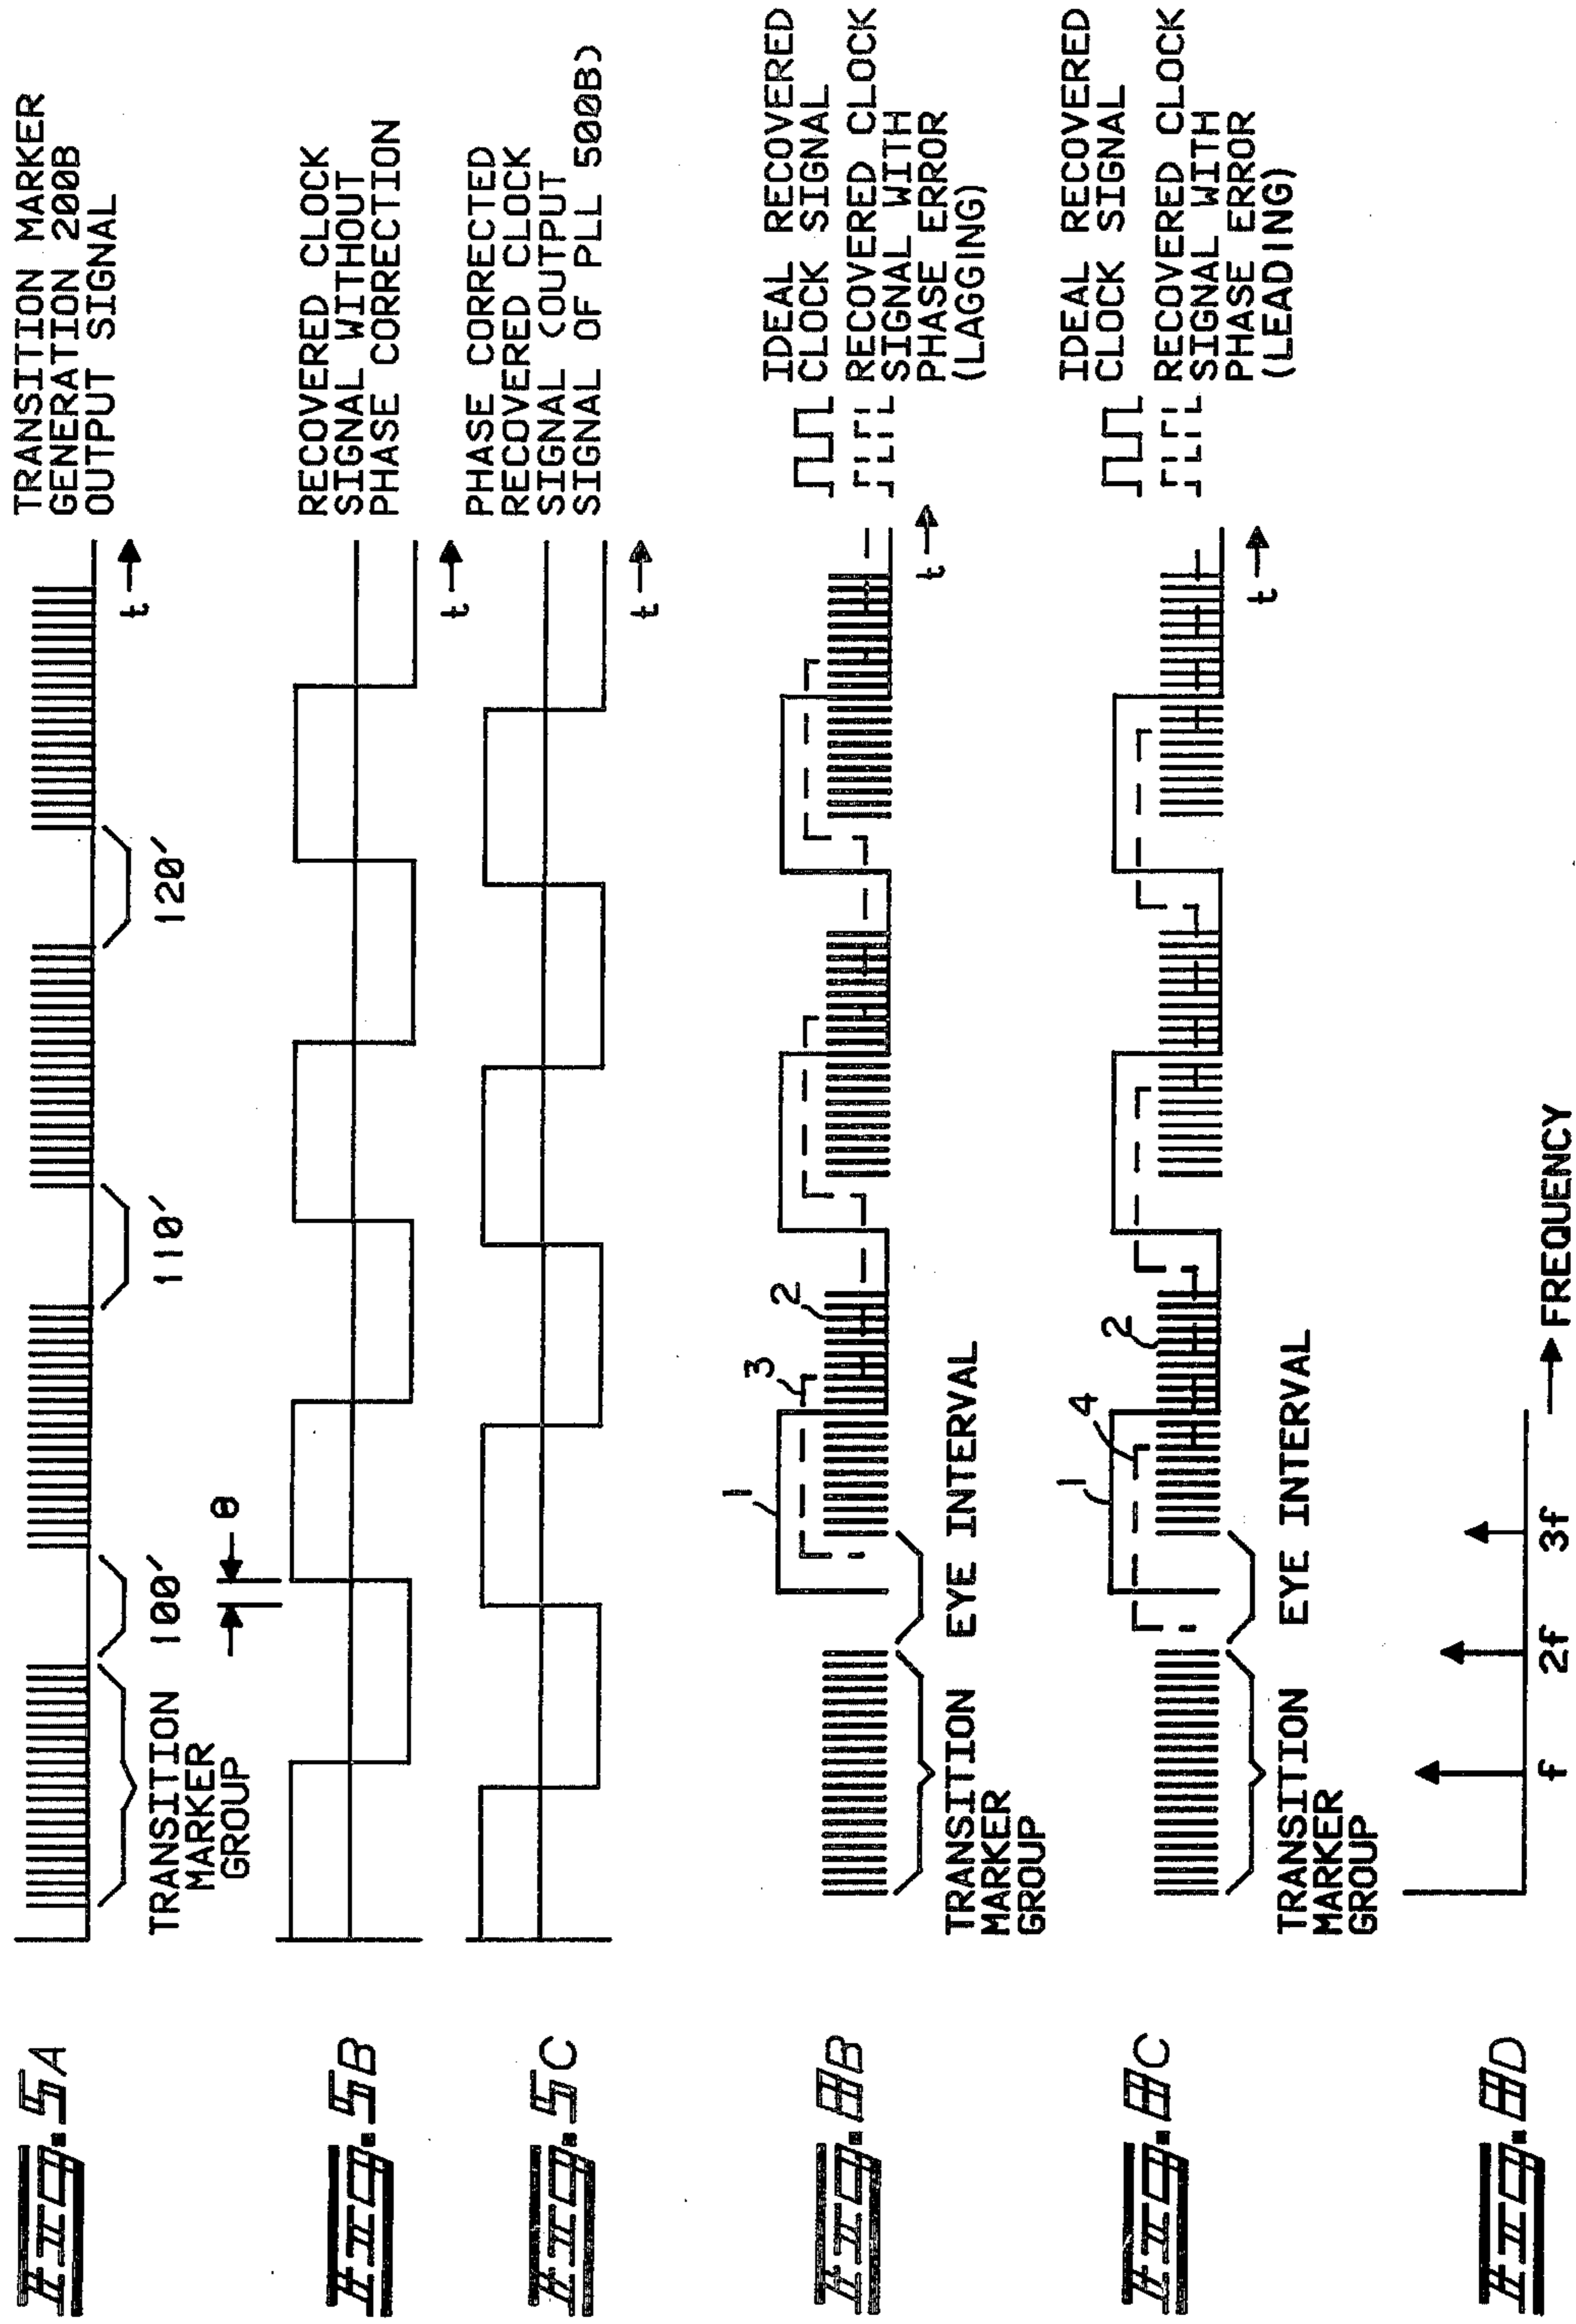 Fig. 5A
TRANSITION MARKER
GENERATION 200B
OUTPUT SIGNAL
t
TRANSITION
MARKER
GROUP
100′
110′
120′
θ
Fig. 5B
RECOVERED CLOCK
SIGNAL WITHOUT
PHASE CORRECTION
t
Fig. 5C
PHASE CORRECTED
RECOVERED CLOCK
SIGNAL (OUTPUT
SIGNAL OF PLL 500B)
t
Fig. 8B
1
3
2
IDEAL RECOVERED
CLOCK SIGNAL
RECOVERED CLOCK
SIGNAL WITH
PHASE ERROR
(LAGGING)
t
TRANSITION
MARKER
GROUP
EYE INTERVAL
Fig. 8C
1
4
2
IDEAL RECOVERED
CLOCK SIGNAL
RECOVERED CLOCK
SIGNAL WITH
PHASE ERROR
(LEADING)
t
TRANSITION
MARKER
GROUP
EYE INTERVAL
Fig. 8D
f
2f
3f
FREQUENCY